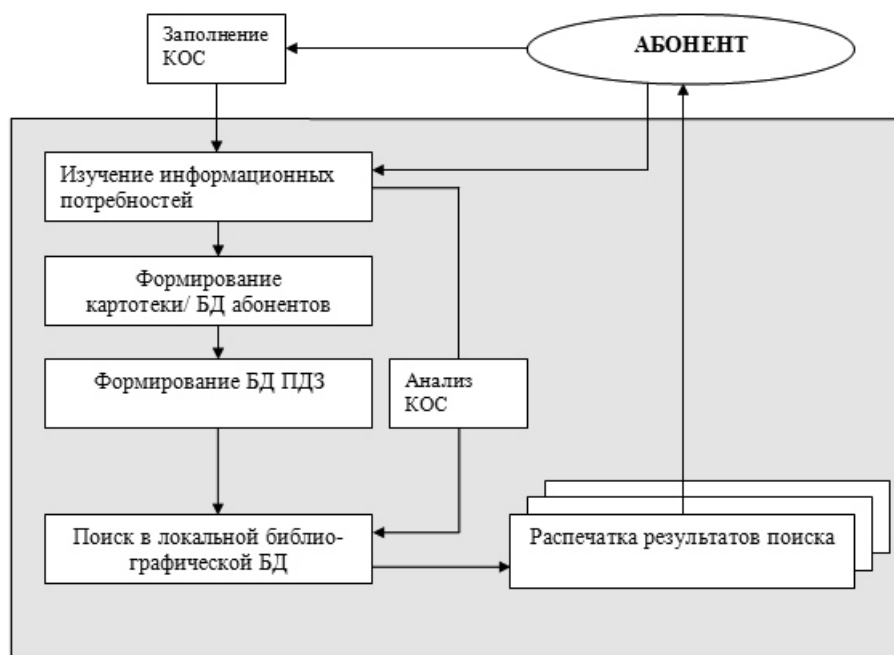 Заполнение
КОС
АБОНЕНТ
Изучение информационных
потребностей
Формирование
картотеки/ БД абонентов
Формирование БД ПДЗ
Анализ
КОС
Поиск в локальной библио-
графической БД
Распечатка результатов поиска